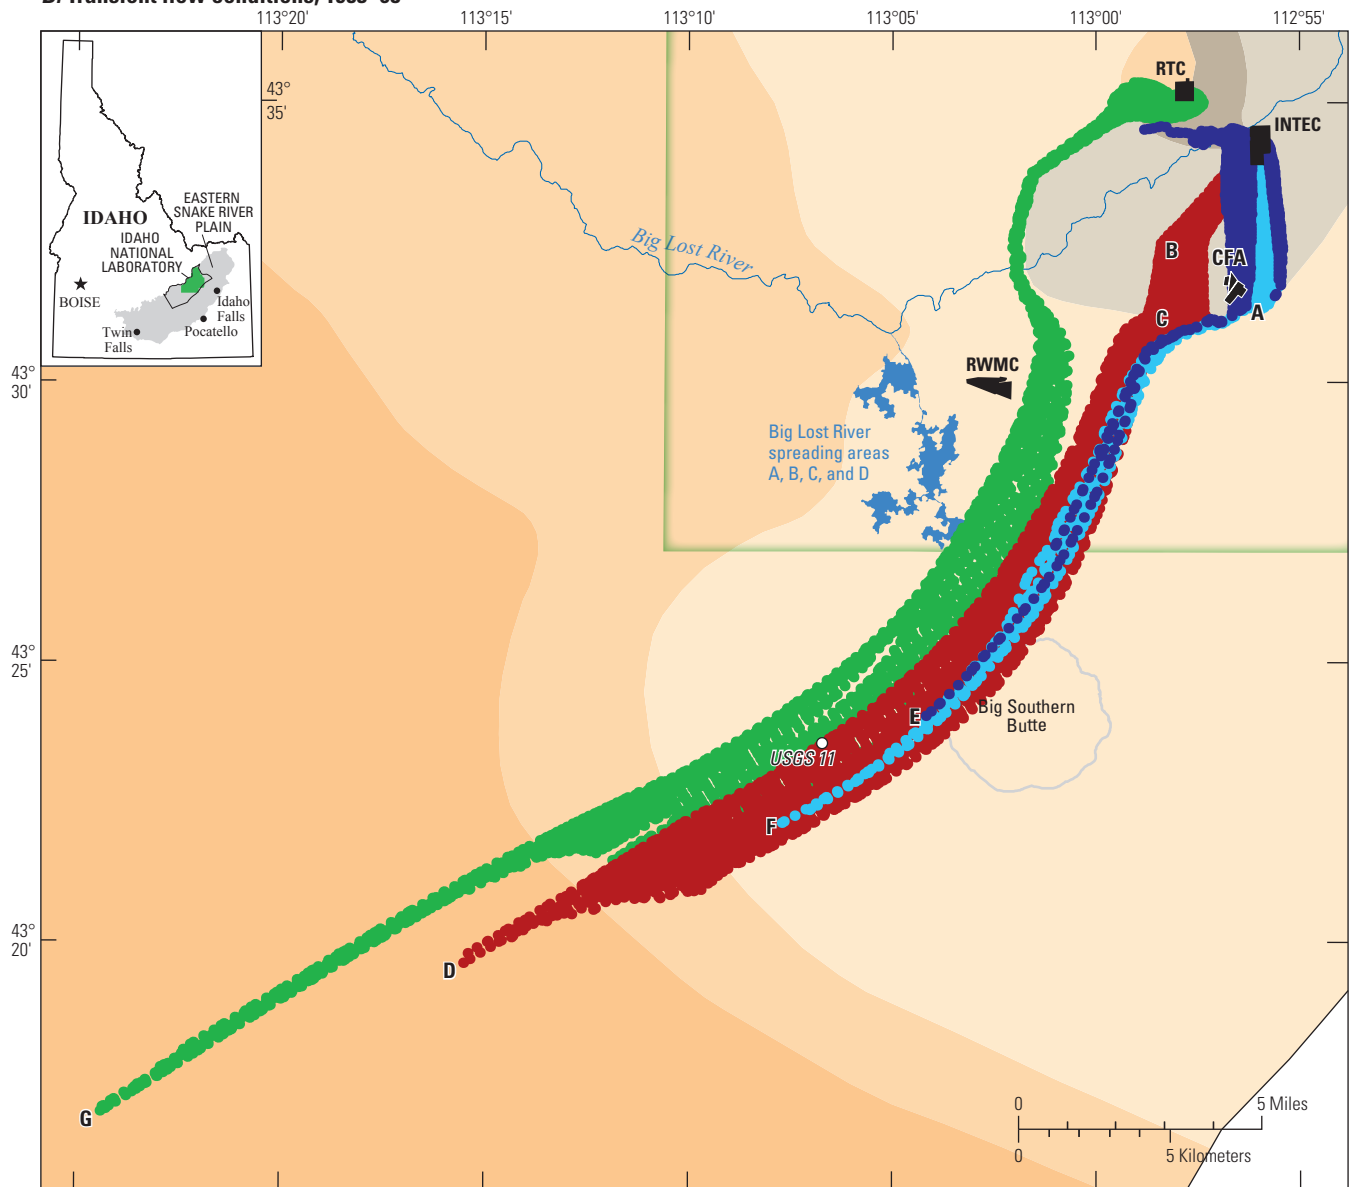 113°20'
113°15'
113°10'
113°05'
113°00'
112°55'
43°
35'
RTC
INTEC
EASTERN
SNAKE RIVER
PLAIN
IDAHO
IDAHO
NATIONAL
LABORATORY
BOISE
Idaho
Falls
Twin
Falls
Pocatello
Big Lost River
B
CFA
A
C
43°
30'
RWMC
Big Lost River
spreading areas
A, B, C, and D
43°
25'
E
Big Southern
Butte
USGS 11
F
43°
20'
D
G
0
5 Miles
0
5 Kilometers